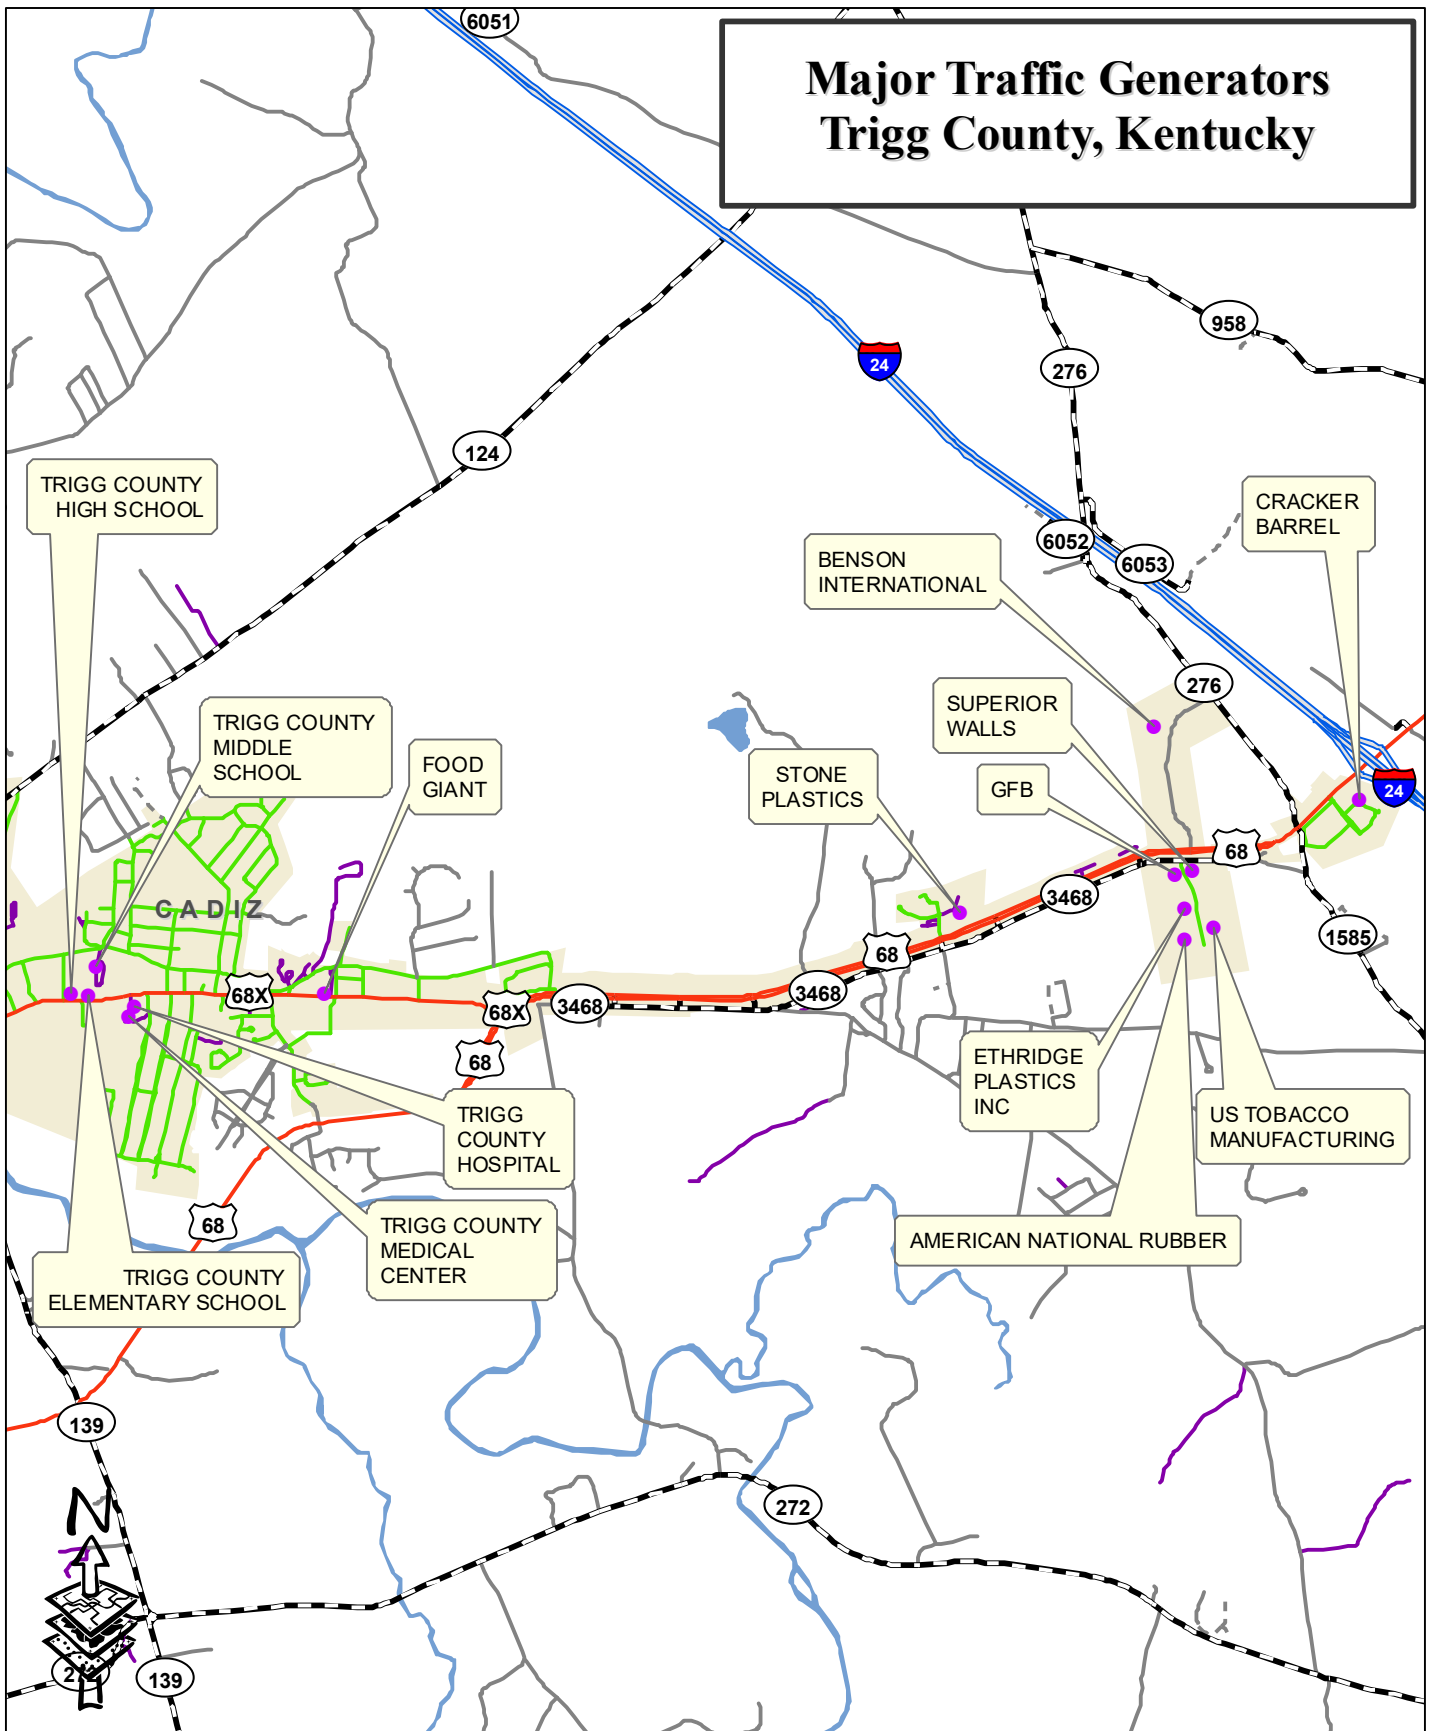 6051
Major Traffic Generators
Trigg County, Kentucky
958
24
276
124
TRIGG COUNTY
HIGH SCHOOL
CRACKER
BARREL
6052
6053
BENSON
INTERNATIONAL
276
SUPERIOR
WALLS
TRIGG COUNTY
MIDDLE
SCHOOL
FOOD
GIANT
STONE
PLASTICS
GFB
24
68
3468
CADIZ
1585
68
68X
3468
3468
68X
68
ETHRIDGE
PLASTICS
INC
TRIGG
COUNTY
HOSPITAL
US TOBACCO
MANUFACTURING
68
TRIGG COUNTY
MEDICAL
CENTER
AMERICAN NATIONAL RUBBER
TRIGG COUNTY
ELEMENTARY SCHOOL
139
N
272
139